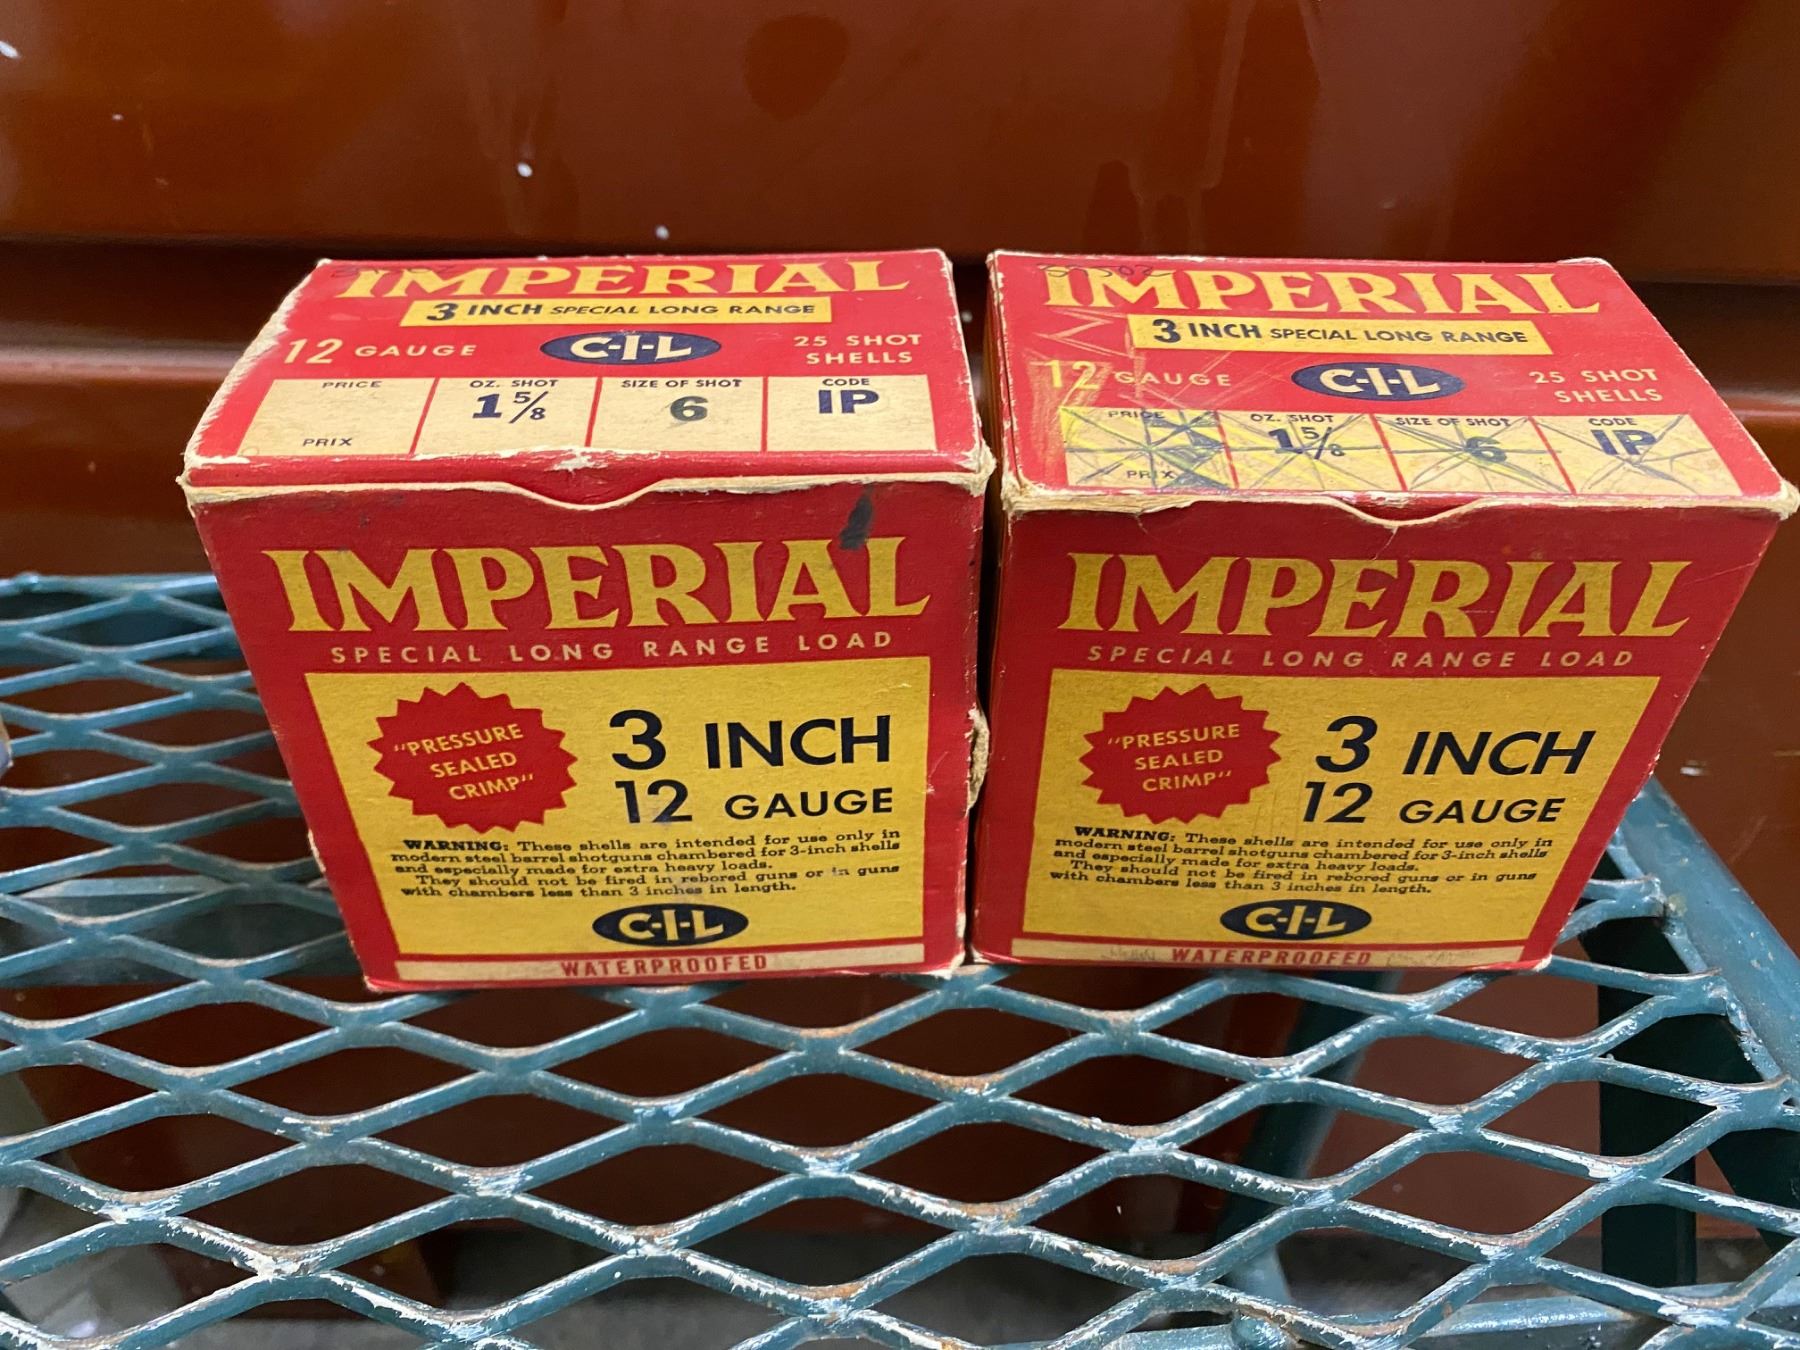 IMPERIAL
3 INCH SPECIAL LONG RANGE
12 GAUGE C-I-L 25 SHOT
SHELLS
PRICE OZ. SHOT SIZE OF SHOT CODE
1 5/8 6 IP
PRIX
IMPERIAL
SPECIAL LONG RANGE LOAD
"PRESSURE
SEALED
CRIMP"
3 INCH
12 GAUGE
WARNING: These shells are intended for use only in
modern steel barrel shotguns chambered for 3-inch shells
and especially made for extra heavy loads.
They should not be fired in rebored guns or in guns
with chambers less than 3 inches in length.
C-I-L
WATERPROOFED
IMPERIAL
3 INCH SPECIAL LONG RANGE
12 GAUGE C-I-L 25 SHOT
SHELLS
PRICE OZ. SHOT SIZE OF SHOT CODE
1 5/8 6 IP
PRIX
IMPERIAL
SPECIAL LONG RANGE LOAD
"PRESSURE
SEALED
CRIMP"
3 INCH
12 GAUGE
WARNING: These shells are intended for use only in
modern steel barrel shotguns chambered for 3-inch shells
and especially made for extra heavy loads.
They should not be fired in rebored guns or in guns
with chambers less than 3 inches in length.
C-I-L
WATERPROOFED